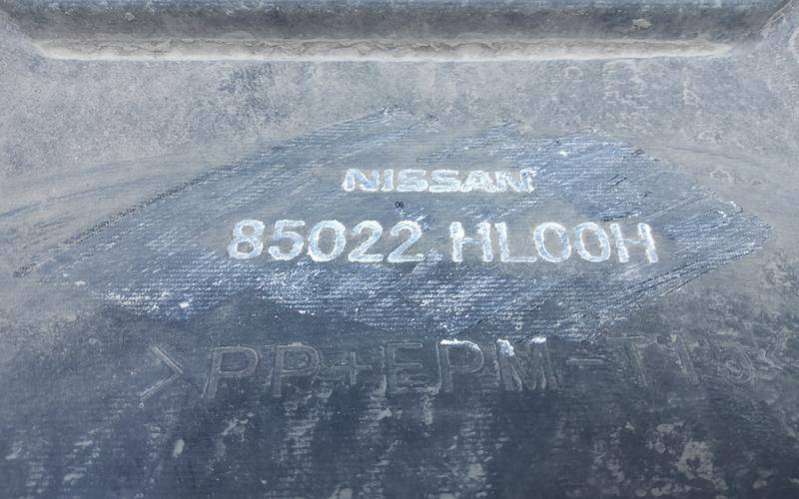 NISSAN
85022 HL00H
>PP+EPM-T15<